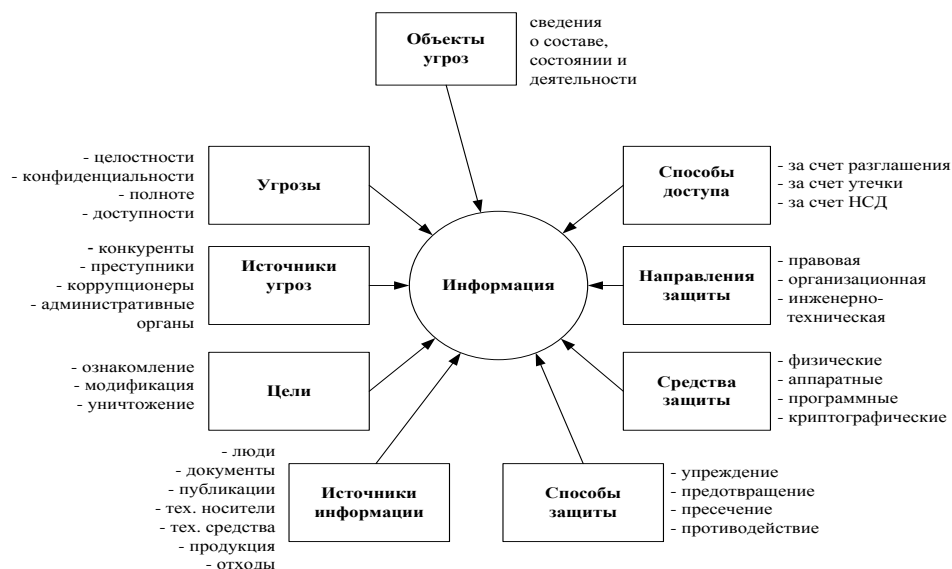 Объекты
угроз
сведения
о составе,
состоянии и
деятельности
- целостности
- конфиденциальности
- полноте
- доступности
Угрозы
Способы
доступа
- за счет разглашения
- за счет утечки
- за счет НСД
- конкуренты
- преступники
- коррупционеры
- административные
органы
Источники
угроз
Информация
Направления
защиты
- правовая
- организационная
- инженерно-
техническая
- ознакомление
- модификация
- уничтожение
Цели
Средства
защиты
- физические
- аппаратные
- программные
- криптографические
- люди
- документы
- публикации
- тех. носители
- тех. средства
- продукция
- отходы
Источники
информации
Способы
защиты
- упреждение
- предотвращение
- пресечение
- противодействие